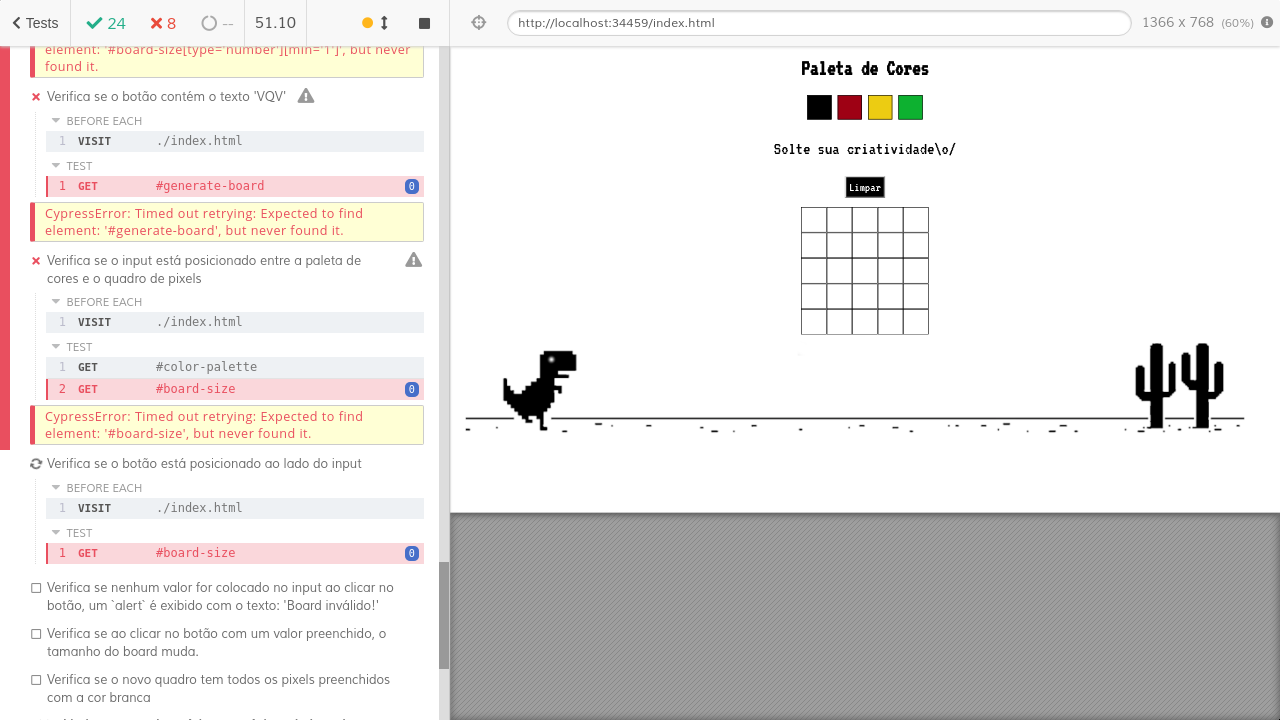 Tests
24
8
--
51.10
http://localhost:34459/index.html
1366 x 768 (60%)
element: '#board-size[type='number'][min='1']', but never
found it.
Verifica se o botão contém o texto 'VQV'
BEFORE EACH
1 VISIT ./index.html
TEST
1 GET #generate-board 0
CypressError: Timed out retrying: Expected to find
element: '#generate-board', but never found it.
Verifica se o input está posicionado entre a paleta de
cores e o quadro de pixels
BEFORE EACH
1 VISIT ./index.html
TEST
1 GET #color-palette
2 GET #board-size 0
CypressError: Timed out retrying: Expected to find
element: '#board-size', but never found it.
Verifica se o botão está posicionado ao lado do input
BEFORE EACH
1 VISIT ./index.html
TEST
1 GET #board-size 0
Verifica se nenhum valor for colocado no input ao clicar no
botão, um `alert` é exibido com o texto: 'Board inválido!'
Verifica se ao clicar no botão com um valor preenchido, o
tamanho do board muda.
Verifica se o novo quadro tem todos os pixels preenchidos
com a cor branca
Paleta de Cores
Solte sua criatividade\o/
Limpar